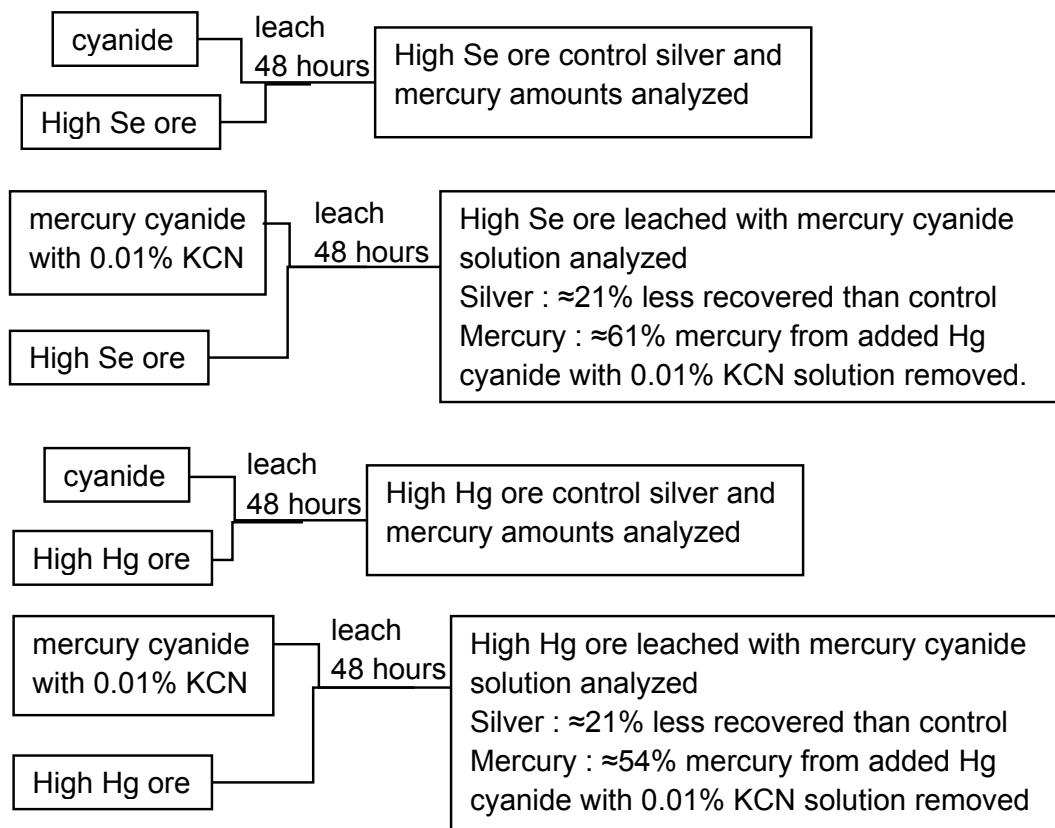 cyanide
leach
48 hours
High Se ore
High Se ore control silver and
mercury amounts analyzed
mercury cyanide
with 0.01% KCN
leach
48 hours
High Se ore
High Se ore leached with mercury cyanide
solution analyzed
Silver : ≈21% less recovered than control
Mercury : ≈61% mercury from added Hg
cyanide with 0.01% KCN solution removed.
cyanide
leach
48 hours
High Hg ore
High Hg ore control silver and
mercury amounts analyzed
mercury cyanide
with 0.01% KCN
leach
48 hours
High Hg ore
High Hg ore leached with mercury cyanide
solution analyzed
Silver : ≈21% less recovered than control
Mercury : ≈54% mercury from added Hg
cyanide with 0.01% KCN solution removed